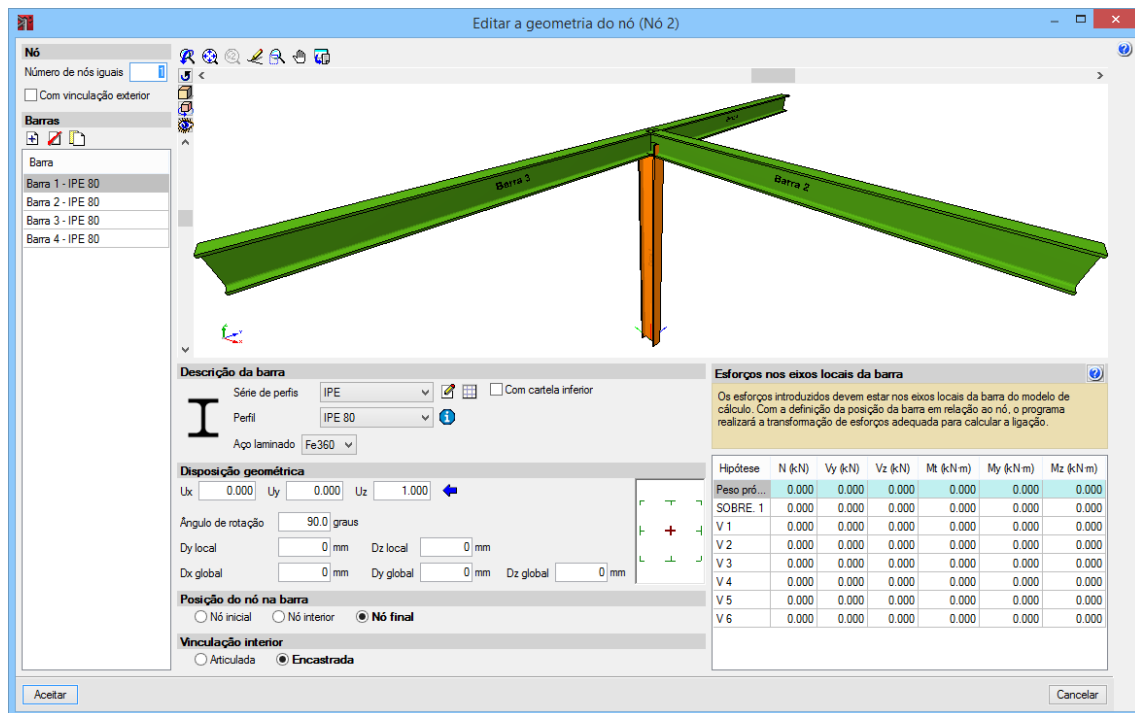 Editar a geometria do nó (Nó 2)
Nó
Número de nós iguais 1
Com vinculação exterior
Barras
Barra
Barra 1 - IPE 80
Barra 2 - IPE 80
Barra 3 - IPE 80
Barra 4 - IPE 80
Barra 3
Barra 2
Descrição da barra
Série de perfis IPE Com cartela inferior
Perfil IPE 80
Aço laminado Fe360
Disposição geométrica
Ux 0.000 Uy 0.000 Uz 1.000
Ângulo de rotação 90.0 graus
Dy local 0 mm Dz local 0 mm
Dx global 0 mm Dy global 0 mm Dz global 0 mm
Posição do nó na barra
Nó inicial Nó interior Nó final
Vinculação interior
Articulada Encastrada
Esforços nos eixos locais da barra
Os esforços introduzidos devem estar nos eixos locais da barra do modelo de
cálculo. Com a definição da posição da barra em relação ao nó, o programa
realizará a transformação de esforços adequada para calcular a ligação.
Hipótese N (kN) Vy (kN) Vz (kN) Mt (kN·m) My (kN·m) Mz (kN·m)
Peso pró... 0.000 0.000 0.000 0.000 0.000 0.000
SOBRE. 1 0.000 0.000 0.000 0.000 0.000 0.000
V 1 0.000 0.000 0.000 0.000 0.000 0.000
V 2 0.000 0.000 0.000 0.000 0.000 0.000
V 3 0.000 0.000 0.000 0.000 0.000 0.000
V 4 0.000 0.000 0.000 0.000 0.000 0.000
V 5 0.000 0.000 0.000 0.000 0.000 0.000
V 6 0.000 0.000 0.000 0.000 0.000 0.000
Aceitar
Cancelar